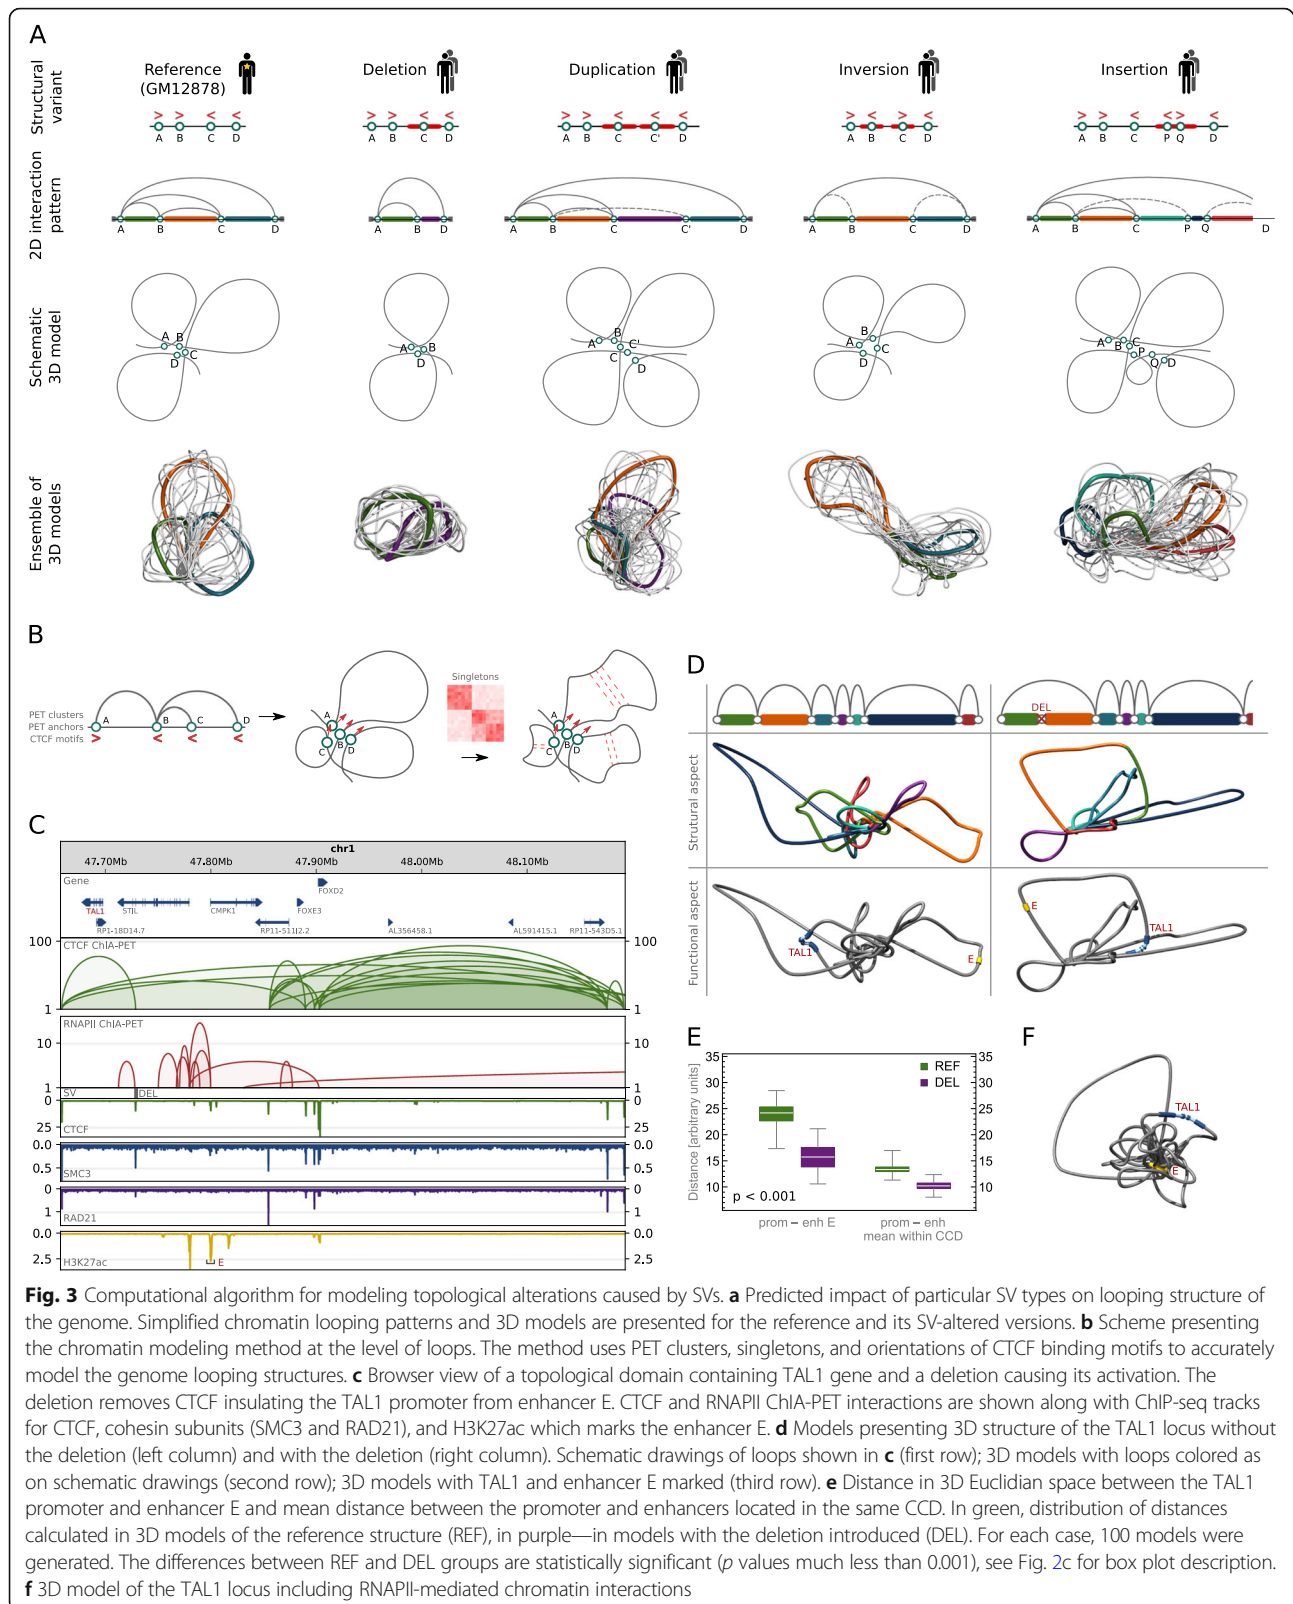 A
Structural variant
Reference (GM12878)
Deletion
Duplication
Inversion
Insertion
> > < <
A B C D
> > < <
A B C D
> > < < <
A B C C' D
> < > <
A B C D
> > < < > <
A B C P Q D
2D interaction pattern
A B C D
A B D
A B C C' D
A B C D
A B C P Q D
Schematic 3D model
A B C D
A B D
A B C C' D
A B C D
A B C P Q D
Ensemble of 3D models
B
PET clusters
PET anchors
CTCF motifs
A B C D
> < < <
A B C D
Singletons
A B C D
C
chr1
47.70Mb 47.80Mb 47.90Mb 48.00Mb 48.10Mb
Gene
FOXD2
TAL1 STIL CMPK1 FOXE3
RP1-18D14.7 RP11-511I2.2 AL356458.1 AL591415.1 RP11-543D5.1
100 CTCF ChIA-PET 100
1 1
RNAPII ChIA-PET
10 10
1 1
SV DEL
0 0
25 CTCF 25
0.0 0.0
0.5 SMC3 0.5
0 0
1 RAD21 1
0.0 0.0
2.5 H3K27ac E 2.5
D
DEL
Strutural aspect
Functional aspect
TAL1 E
E TAL1
E
Distance [arbitrary units]
35 30 25 20 15 10
REF
DEL
35 30 25 20 15 10
p < 0.001
prom – enh E
prom – enh mean within CCD
F
TAL1
E
Fig. 3 Computational algorithm for modeling topological alterations caused by SVs. a Predicted impact of particular SV types on looping structure of
the genome. Simplified chromatin looping patterns and 3D models are presented for the reference and its SV-altered versions. b Scheme presenting
the chromatin modeling method at the level of loops. The method uses PET clusters, singletons, and orientations of CTCF binding motifs to accurately
model the genome looping structures. c Browser view of a topological domain containing TAL1 gene and a deletion causing its activation. The
deletion removes CTCF insulating the TAL1 promoter from enhancer E. CTCF and RNAPII ChIA-PET interactions are shown along with ChIP-seq tracks
for CTCF, cohesin subunits (SMC3 and RAD21), and H3K27ac which marks the enhancer E. d Models presenting 3D structure of the TAL1 locus without
the deletion (left column) and with the deletion (right column). Schematic drawings of loops shown in c (first row); 3D models with loops colored as
on schematic drawings (second row); 3D models with TAL1 and enhancer E marked (third row). e Distance in 3D Euclidian space between the TAL1
promoter and enhancer E and mean distance between the promoter and enhancers located in the same CCD. In green, distribution of distances
calculated in 3D models of the reference structure (REF), in purple—in models with the deletion introduced (DEL). For each case, 100 models were
generated. The differences between REF and DEL groups are statistically significant (p values much less than 0.001), see Fig. 2c for box plot description.
f 3D model of the TAL1 locus including RNAPII-mediated chromatin interactions